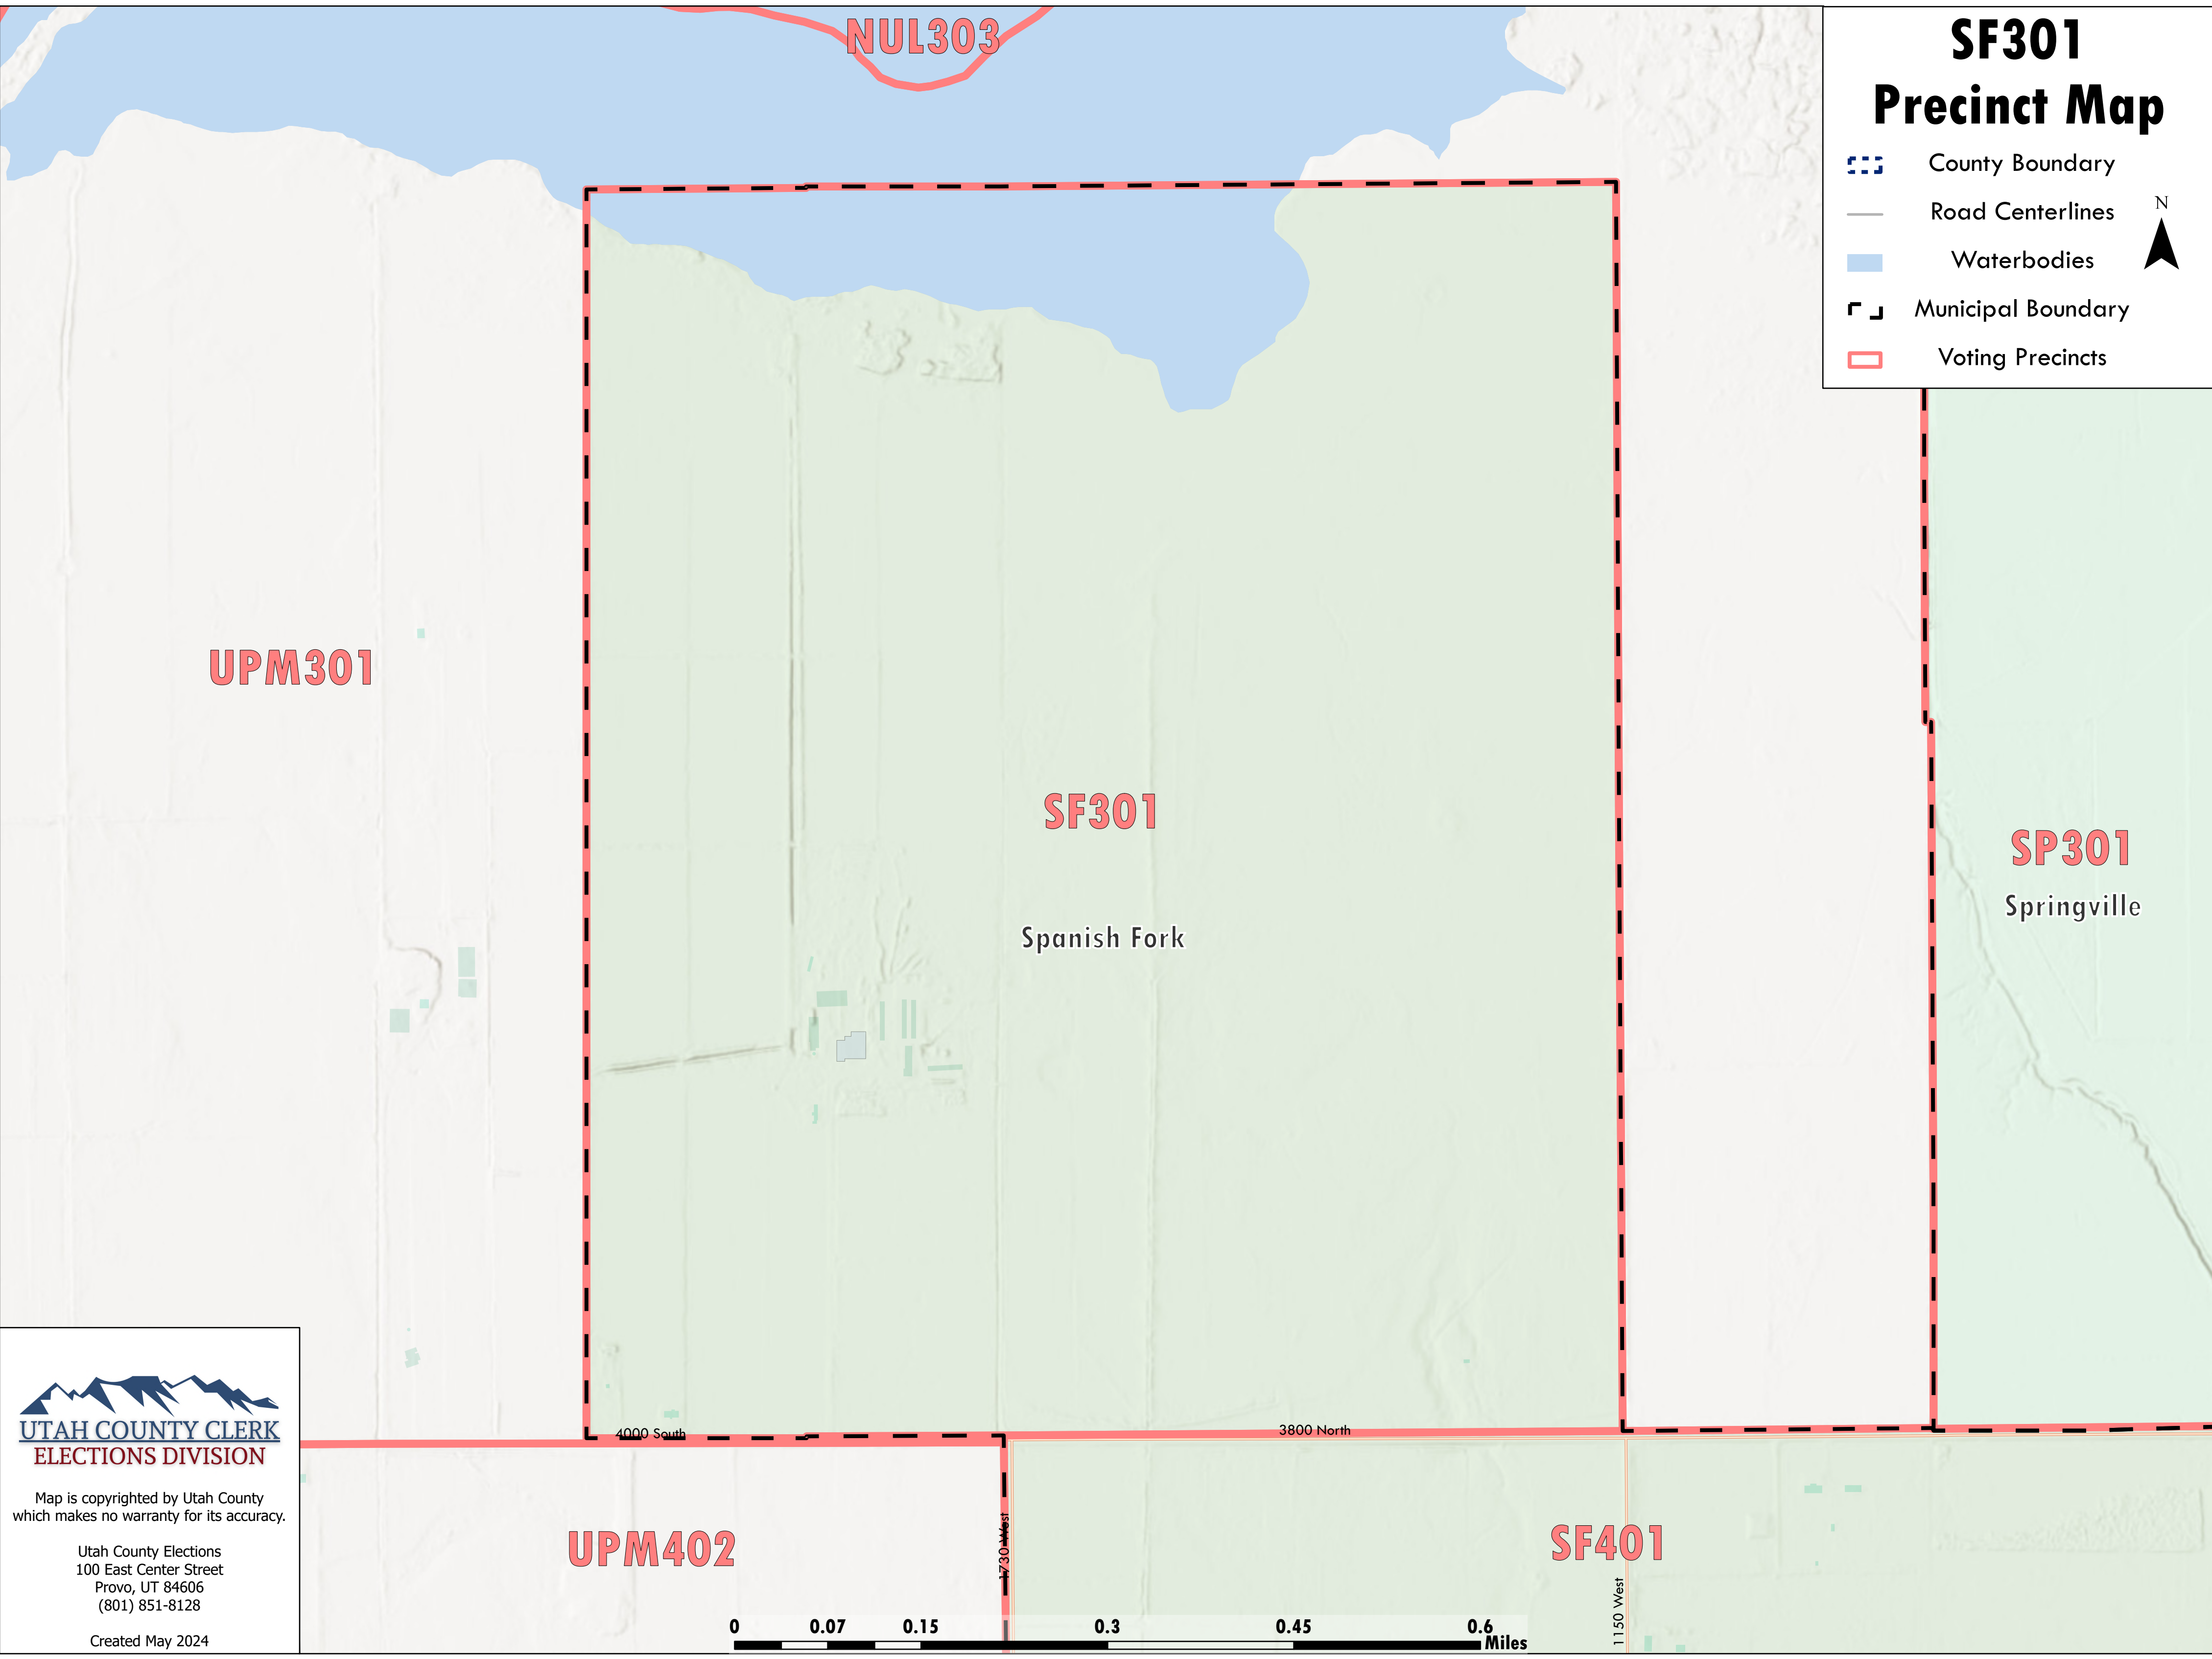 NUL303
SF301
Precinct Map
County Boundary
Road Centerlines
N
Waterbodies
Municipal Boundary
Voting Precincts
UPM301
SF301
SP301
Springville
Spanish Fork
4000 South
3800 North
1730 West
1150 West
UPM402
SF401
UTAH COUNTY CLERK
ELECTIONS DIVISION
Map is copyrighted by Utah County
which makes no warranty for its accuracy.
Utah County Elections
100 East Center Street
Provo, UT 84606
(801) 851-8128
Created May 2024
0 0.07 0.15 0.3 0.45 0.6
Miles